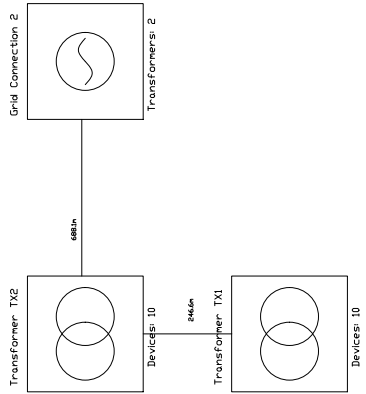 Grid Connection 2
Transformers: 2
688.1m
Transformer TX2
Devices: 10
246.6m
Transformer TX1
Devices: 10